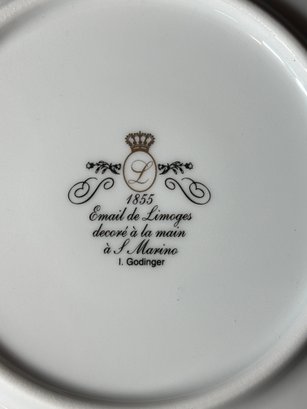 L
1855
Email de Limoges
decoré à la main
à S Marino
I. Godinger